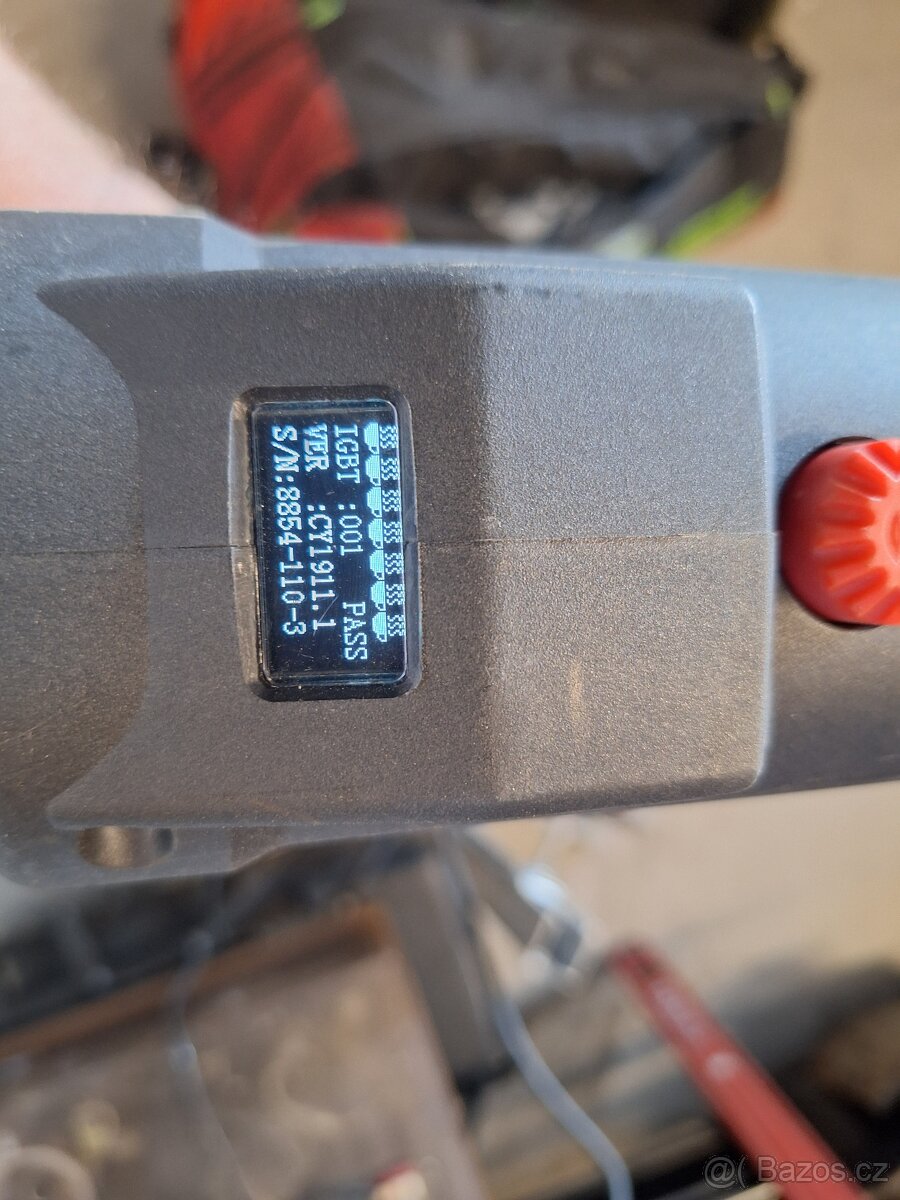 IGBT :001 PASS
VER :CY1911.1
S/N:8854-110-3
@( Bazos.cz